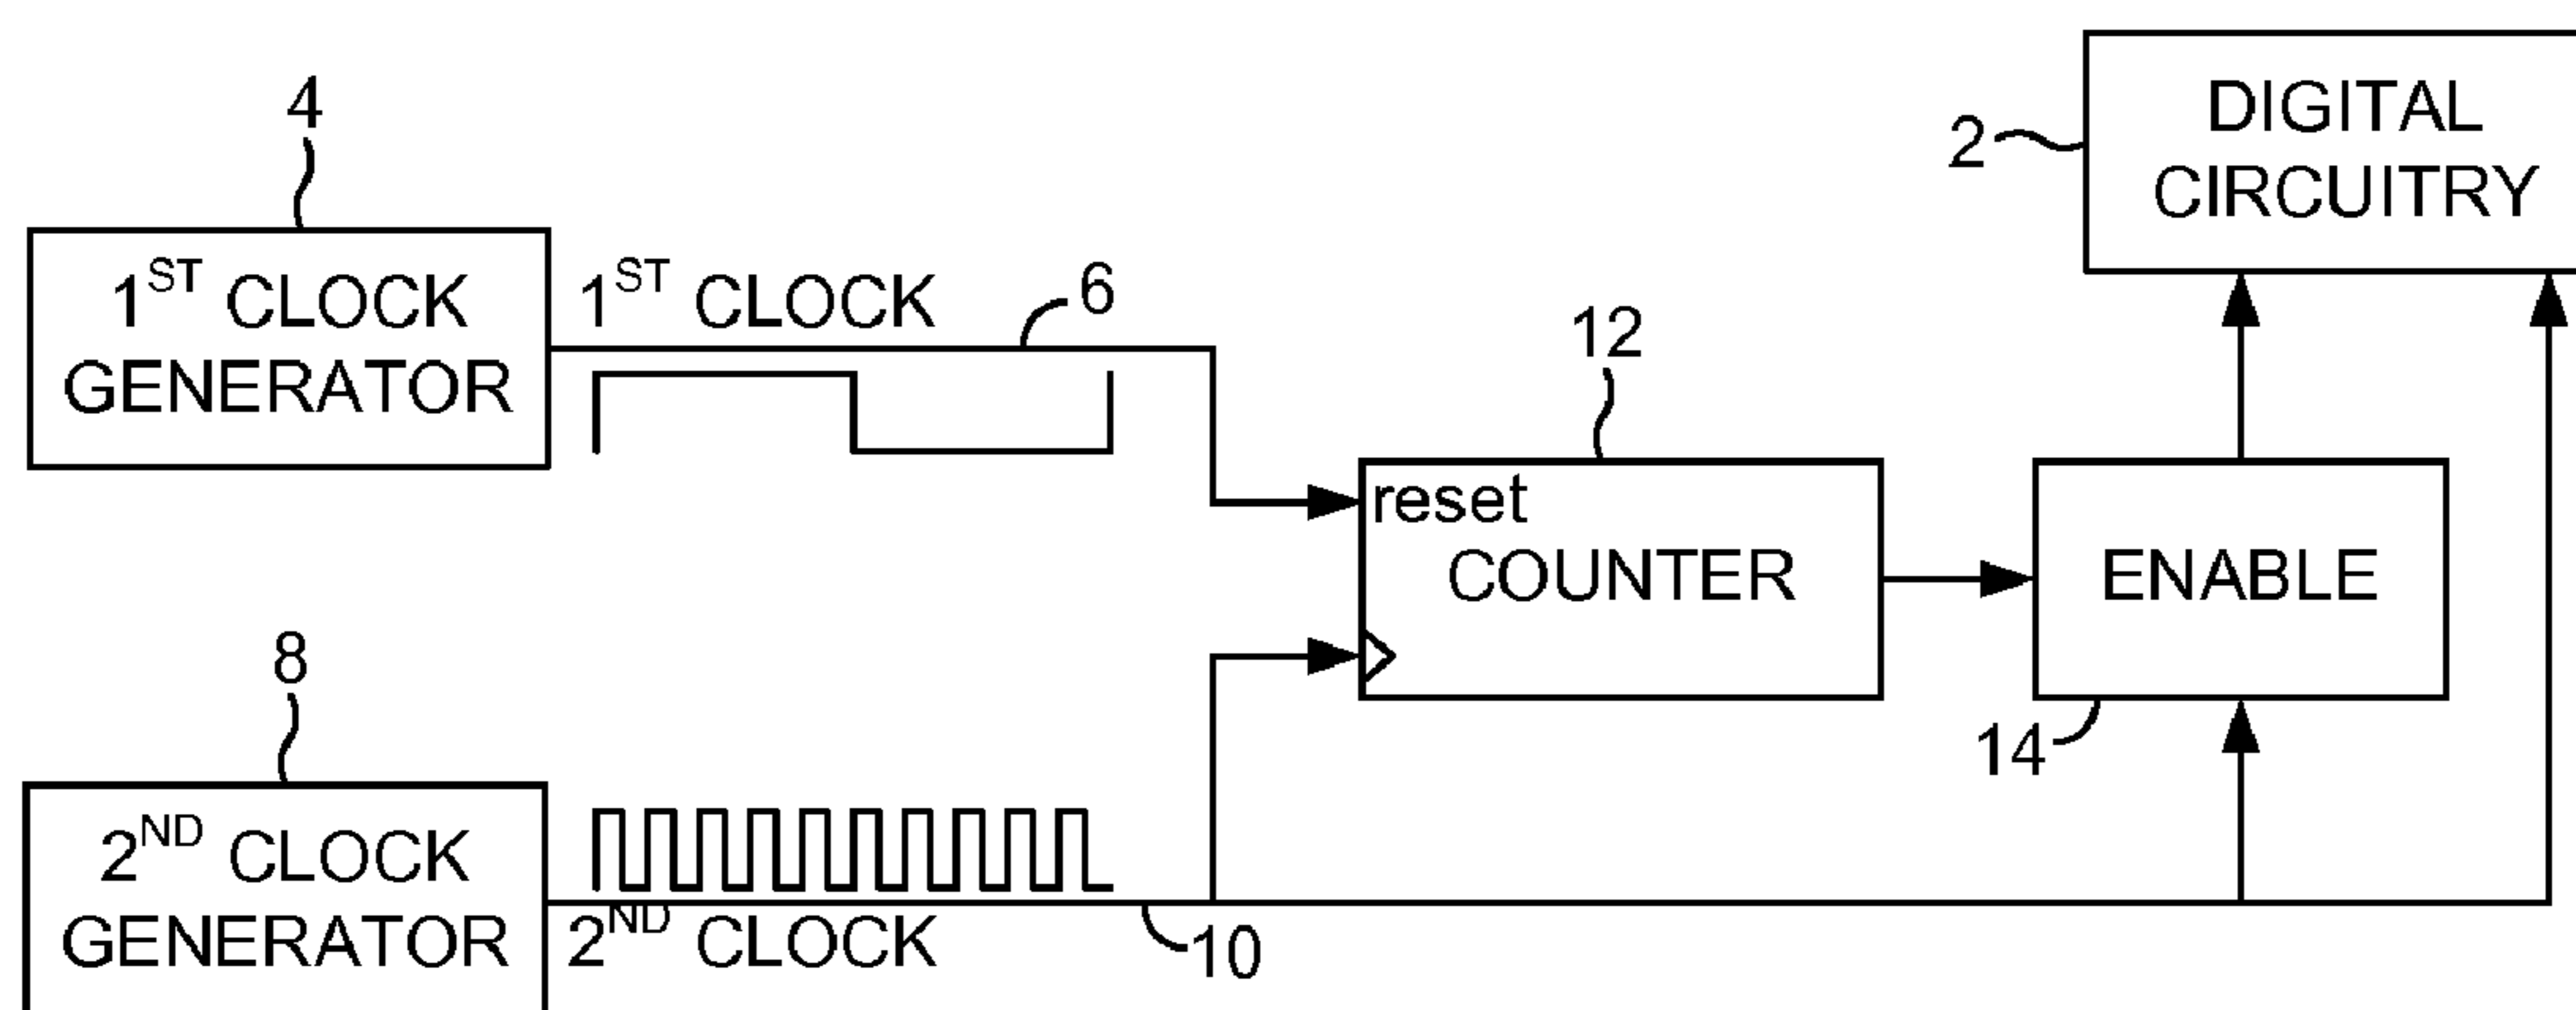 DIGITAL
CIRCUITRY
2
4
1ST CLOCK
GENERATOR
1ST CLOCK
6
12
reset
COUNTER
ENABLE
14
8
2ND CLOCK
GENERATOR
2ND CLOCK
10